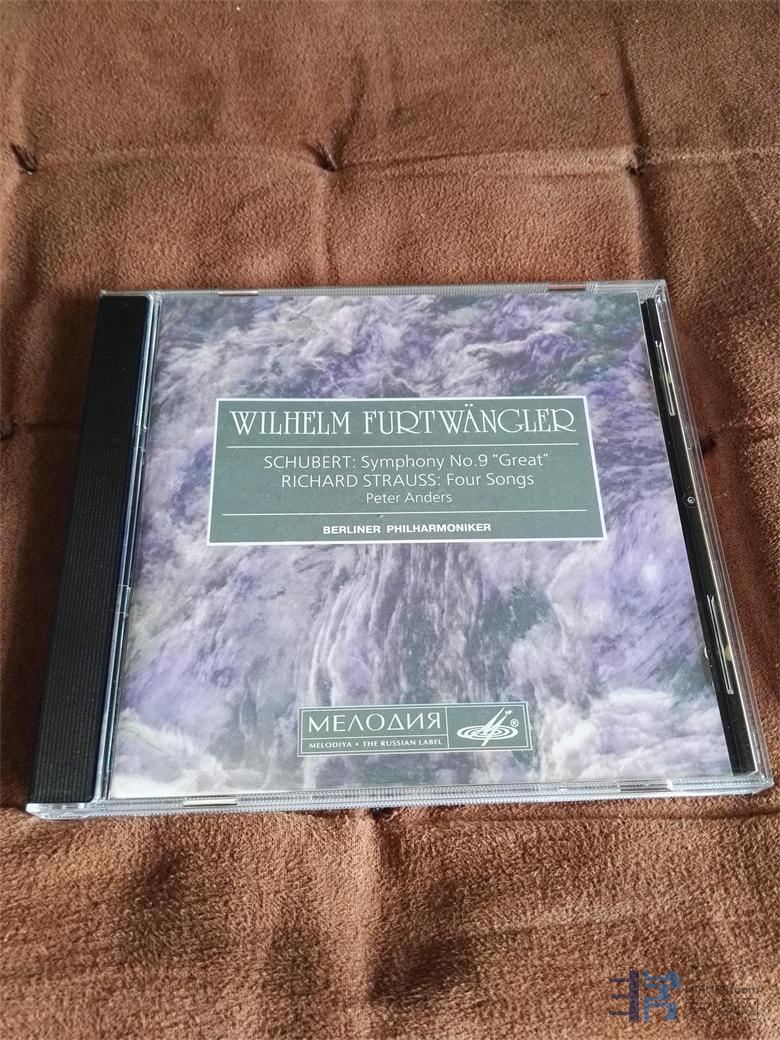 WILHELM FURTWÄNGLER
SCHUBERT: Symphony No.9 "Great"
RICHARD STRAUSS: Four Songs
Peter Anders
BERLINER PHILHARMONIKER
МЕЛОДИЯ
MELODIYA • THE RUSSIAN LABEL
®